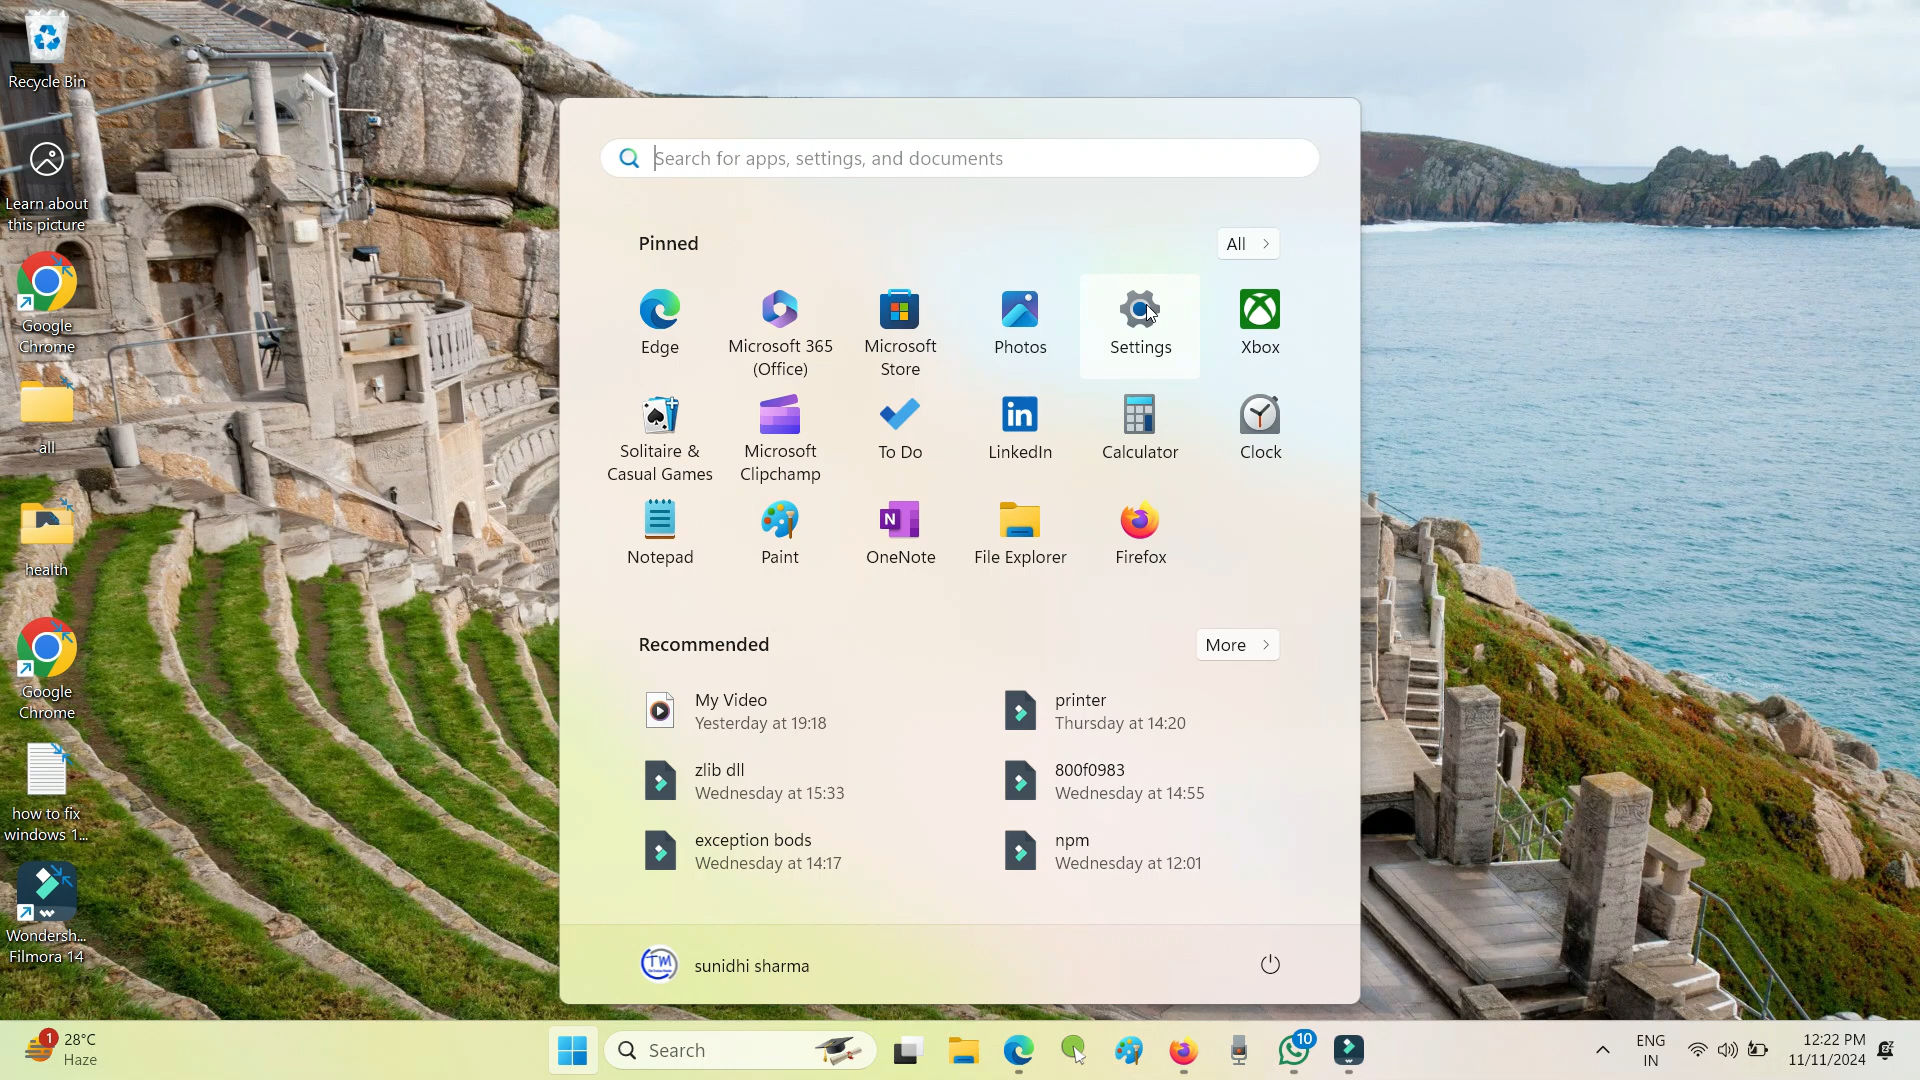 Recycle Bin
Learn about
this picture
Google
Chrome
all
health
Google
Chrome
how to fix
windows 1...
Wondersh...
Filmora 14
Search for apps, settings, and documents
Pinned
All
Edge
Microsoft 365
(Office)
Microsoft
Store
Photos
Settings
Xbox
Solitaire &
Casual Games
Microsoft
Clipchamp
To Do
LinkedIn
Calculator
Clock
Notepad
Paint
OneNote
File Explorer
Firefox
Recommended
More
My Video
Yesterday at 19:18
printer
Thursday at 14:20
zlib dll
Wednesday at 15:33
800f0983
Wednesday at 14:55
exception bods
Wednesday at 14:17
npm
Wednesday at 12:01
TM
sunidhi sharma
1
28°C
Haze
Search
10
ENG
IN
12:22 PM
11/11/2024